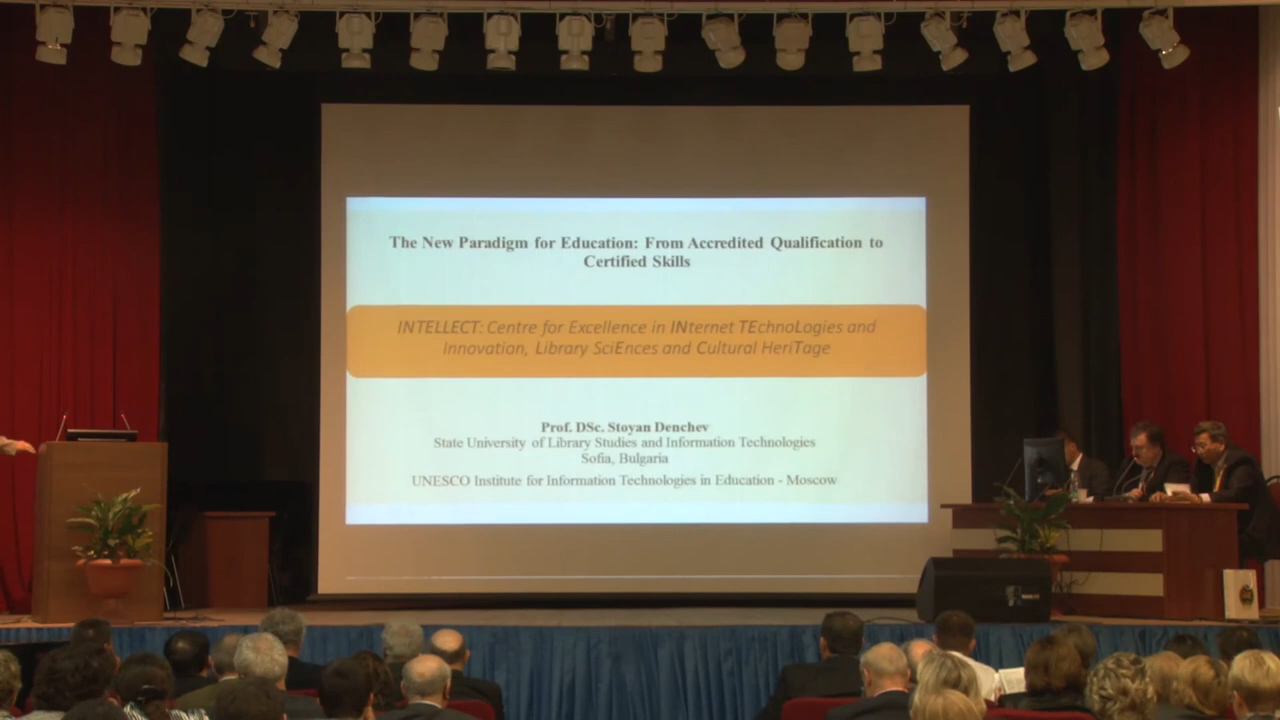 The New Paradigm for Education: From Accredited Qualification to
Certified Skills
INTELLECT: Centre for Excellence in INternet TEchnoLogies and
Innovation, Library SciEnces and Cultural HeriTage
Prof. DSc. Stoyan Denchev
State University of Library Studies and Information Technologies
Sofia, Bulgaria
UNESCO Institute for Information Technologies in Education - Moscow